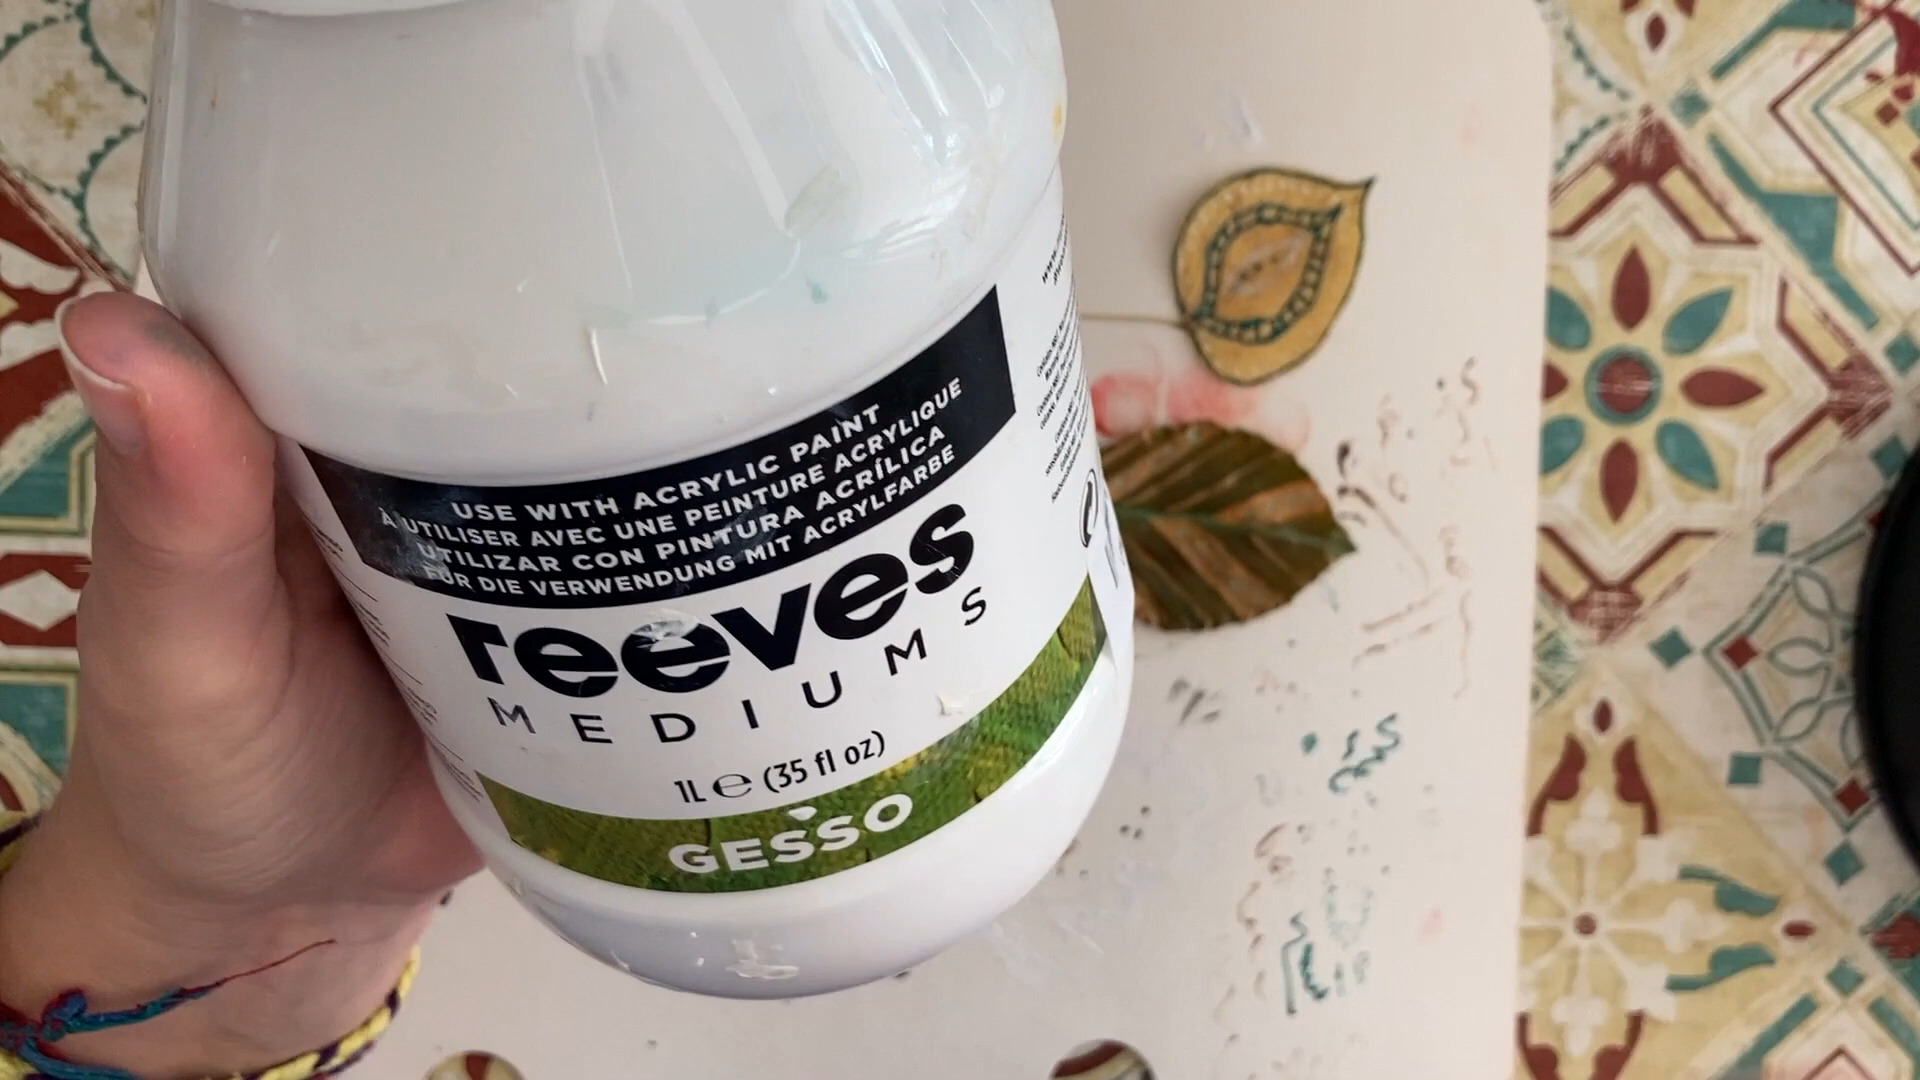 USE WITH ACRYLIC PAINT
À UTILISER AVEC UNE PEINTURE ACRYLIQUE
UTILIZAR CON PINTURA ACRÍLICA
FÜR DIE VERWENDUNG MIT ACRYLFARBE
reeves
MEDIUMS
1L ℮ (35 fl oz)
GESSO